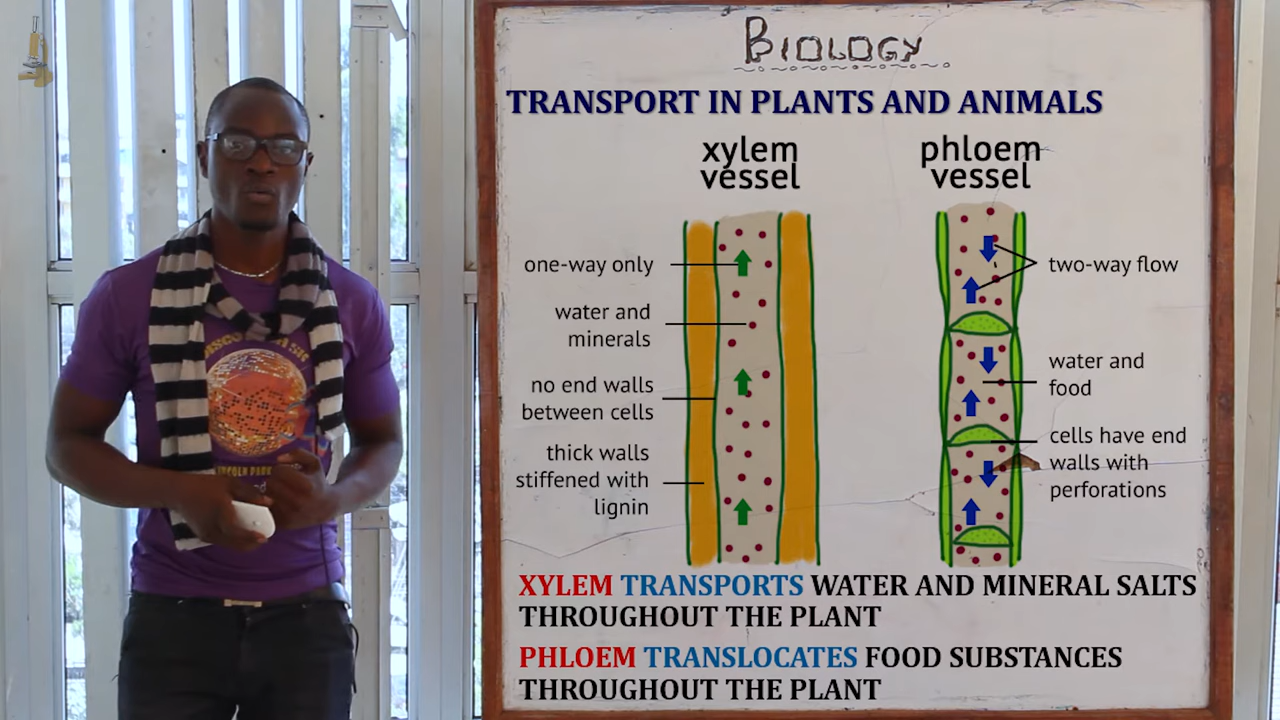 BIOLOGY
TRANSPORT IN PLANTS AND ANIMALS
xylem
vessel
phloem
vessel
one-way only
water and
minerals
no end walls
between cells
thick walls
stiffened with
lignin
two-way flow
water and
food
cells have end
walls with
perforations
XYLEM TRANSPORTS WATER AND MINERAL SALTS
THROUGHOUT THE PLANT
PHLOEM TRANSLOCATES FOOD SUBSTANCES
THROUGHOUT THE PLANT